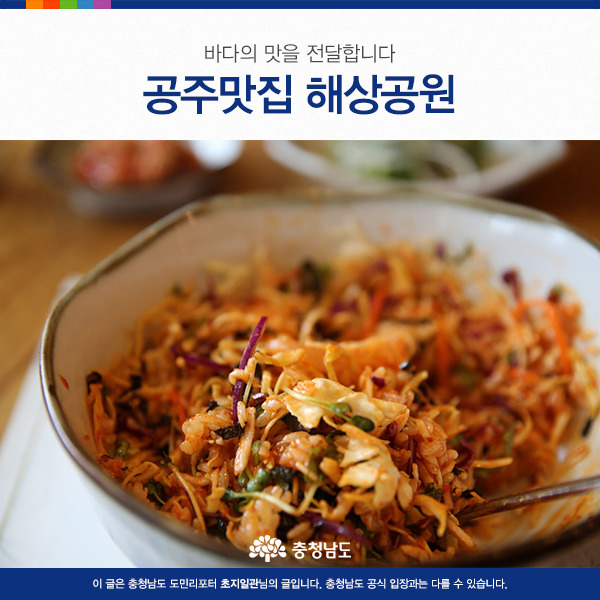 바다의 맛을 전달합니다
공주맛집 해상공원
충청남도
이 글은 충청남도 도민리포터 초지일관님의 글입니다. 충청남도 공식 입장과는 다를 수 있습니다.